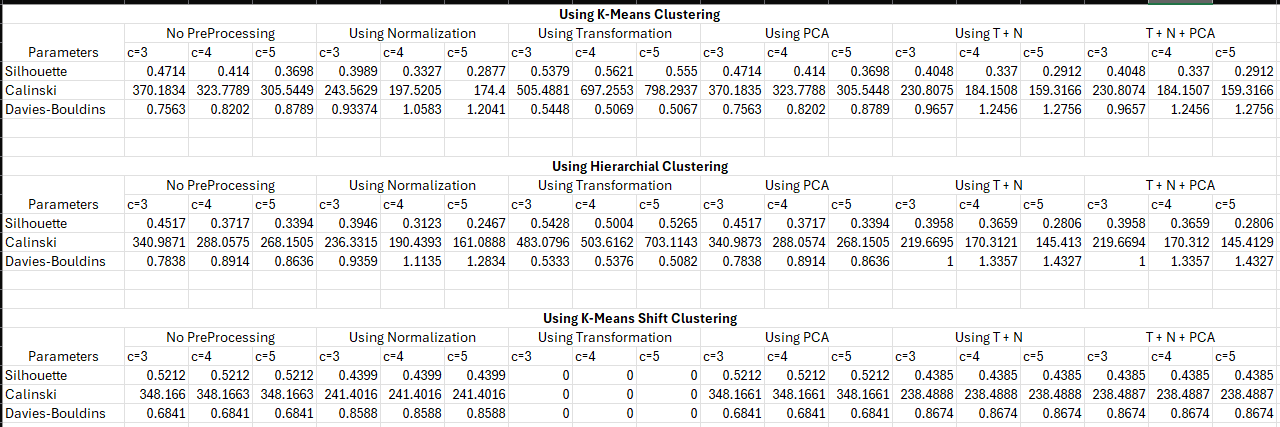 Using K-Means Clustering
No PreProcessing Using Normalization Using Transformation Using PCA Using T + N T + N + PCA
Parameters c=3 c=4 c=5 c=3 c=4 c=5 c=3 c=4 c=5 c=3 c=4 c=5 c=3 c=4 c=5 c=3 c=4 c=5
Silhouette 0.4714 0.414 0.3698 0.3989 0.3327 0.2877 0.5379 0.5621 0.555 0.4714 0.414 0.3698 0.4048 0.337 0.2912 0.4048 0.337 0.2912
Calinski 370.1834 323.7789 305.5449 243.5629 197.5205 174.4 505.4881 697.2553 798.2937 370.1835 323.7788 305.5448 230.8075 184.1508 159.3166 230.8074 184.1507 159.3166
Davies-Bouldins 0.7563 0.8202 0.8789 0.93374 1.0583 1.2041 0.5448 0.5069 0.5067 0.7563 0.8202 0.8789 0.9657 1.2456 1.2756 0.9657 1.2456 1.2756
Using Hierarchial Clustering
No PreProcessing Using Normalization Using Transformation Using PCA Using T + N T + N + PCA
Parameters c=3 c=4 c=5 c=3 c=4 c=5 c=3 c=4 c=5 c=3 c=4 c=5 c=3 c=4 c=5 c=3 c=4 c=5
Silhouette 0.4517 0.3717 0.3394 0.3946 0.3123 0.2467 0.5428 0.5004 0.5265 0.4517 0.3717 0.3394 0.3958 0.3659 0.2806 0.3958 0.3659 0.2806
Calinski 340.9871 288.0575 268.1505 236.3315 190.4393 161.0888 483.0796 503.6162 703.1143 340.9873 288.0574 268.1505 219.6695 170.3121 145.413 219.6694 170.312 145.4129
Davies-Bouldins 0.7838 0.8914 0.8636 0.9359 1.1135 1.2834 0.5333 0.5376 0.5082 0.7838 0.8914 0.8636 1 1.3357 1.4327 1 1.3357 1.4327
Using K-Means Shift Clustering
No PreProcessing Using Normalization Using Transformation Using PCA Using T + N T + N + PCA
Parameters c=3 c=4 c=5 c=3 c=4 c=5 c=3 c=4 c=5 c=3 c=4 c=5 c=3 c=4 c=5 c=3 c=4 c=5
Silhouette 0.5212 0.5212 0.5212 0.4399 0.4399 0.4399 0 0 0 0.5212 0.5212 0.5212 0.4385 0.4385 0.4385 0.4385 0.4385 0.4385
Calinski 348.166 348.1663 348.1663 241.4016 241.4016 241.4016 0 0 0 348.1661 348.1661 348.1661 238.4888 238.4888 238.4888 238.4887 238.4887 238.4887
Davies-Bouldins 0.6841 0.6841 0.6841 0.8588 0.8588 0.8588 0 0 0 0.6841 0.6841 0.6841 0.8674 0.8674 0.8674 0.8674 0.8674 0.8674